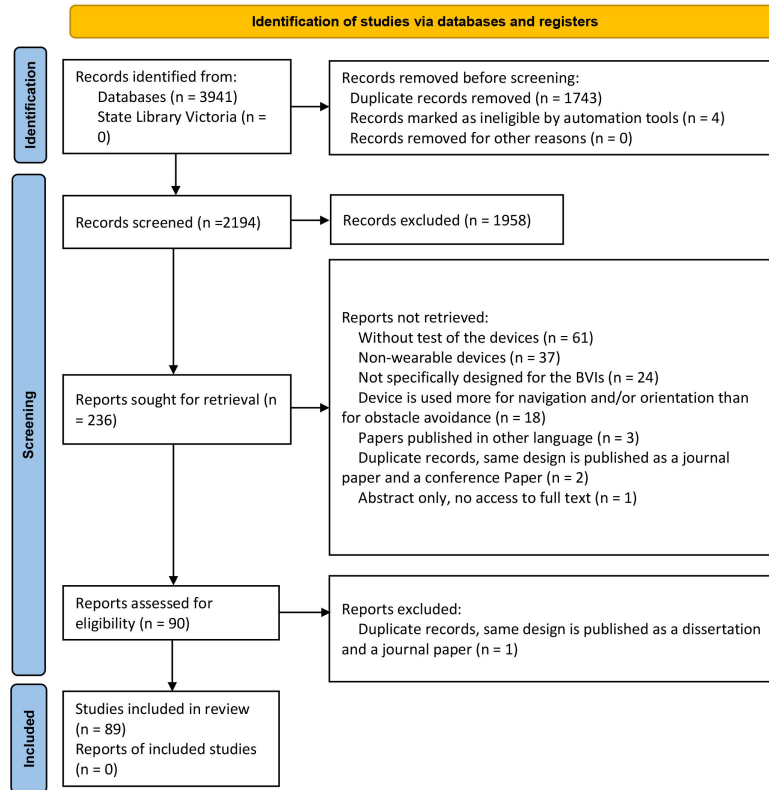 Identification of studies via databases and registers
Identification
Records identified from:
Databases (n = 3941)
State Library Victoria (n =
0)
Records removed before screening:
Duplicate records removed (n = 1743)
Records marked as ineligible by automation tools (n = 4)
Records removed for other reasons (n = 0)
Screening
Records screened (n =2194)
Records excluded (n = 1958)
Reports sought for retrieval (n
= 236)
Reports not retrieved:
Without test of the devices (n = 61)
Non-wearable devices (n = 37)
Not specifically designed for the BVIs (n = 24)
Device is used more for navigation and/or orientation than
for obstacle avoidance (n = 18)
Papers published in other language (n = 3)
Duplicate records, same design is published as a journal
paper and a conference Paper (n = 2)
Abstract only, no access to full text (n = 1)
Reports assessed for
eligibility (n = 90)
Reports excluded:
Duplicate records, same design is published as a dissertation
and a journal paper (n = 1)
Included
Studies included in review
(n = 89)
Reports of included studies
(n = 0)